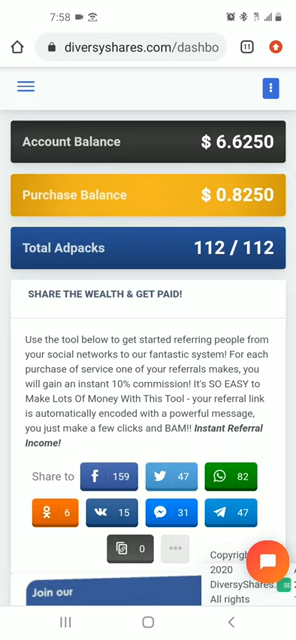 7:58
diversyshares.com/dashbo
11
Account Balance $ 6.6250
Purchase Balance $ 0.8250
Total Adpacks 112 / 112
SHARE THE WEALTH & GET PAID!
Use the tool below to get started referring people from
your social networks to our fantastic system! For each
purchase of service one of your referrals makes, you
will gain an instant 10% commission! It's SO EASY to
Make Lots Of Money With This Tool - your referral link
is automatically encoded with a powerful message,
you just make a few clicks and BAM!! Instant Referral
Income!
Share to 159 47 82
6 15 31 47
0
Copyrig
2020
DiversyShares.
All rights
Join our